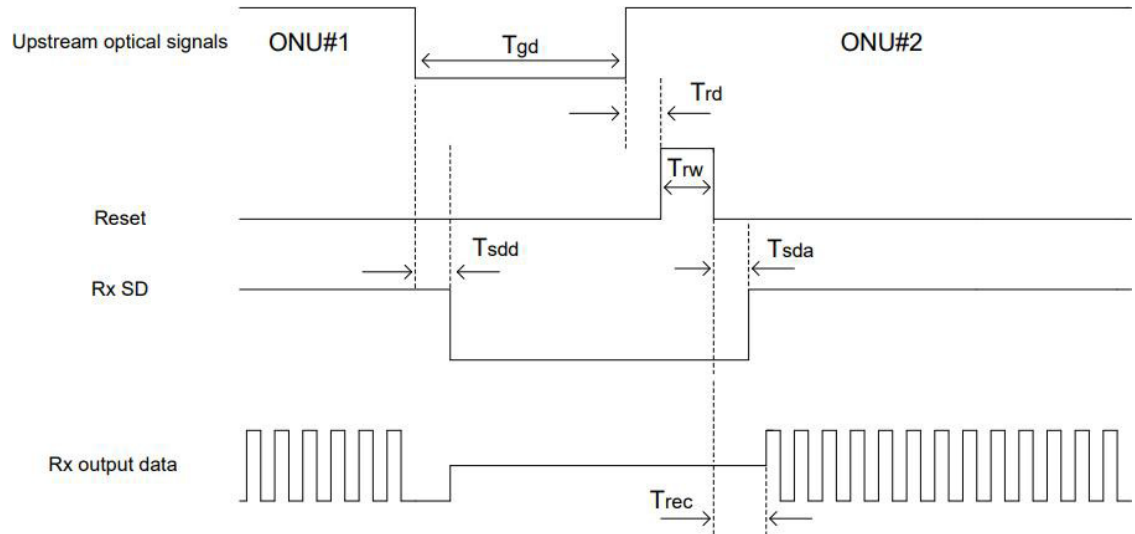 Upstream optical signals
ONU#1
Tgd
ONU#2
Trd
Trw
Reset
Tsdd
Tsda
Rx SD
Rx output data
Trec